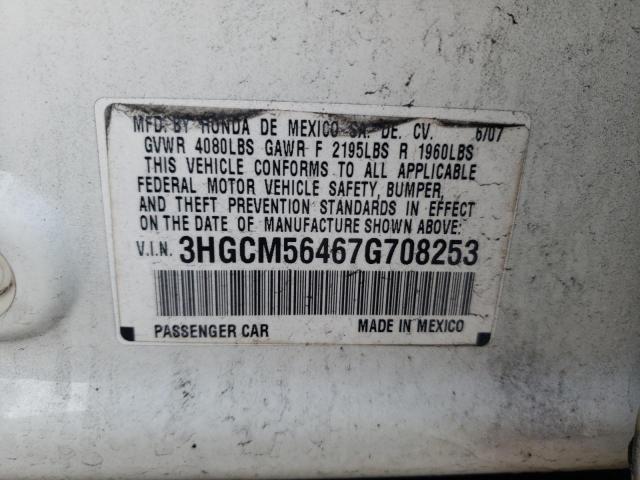 MFD. BY HONDA DE MEXICO SA. DE. CV. 6/07
GVWR 4080LBS GAWR F 2195LBS R 1960LBS
THIS VEHICLE CONFORMS TO ALL APPLICABLE
FEDERAL MOTOR VEHICLE SAFETY, BUMPER,
AND THEFT PREVENTION STANDARDS IN EFFECT
ON THE DATE OF MANUFACTURE SHOWN ABOVE:
V.I.N. 3HGCM56467G708253
PASSENGER CAR MADE IN MEXICO